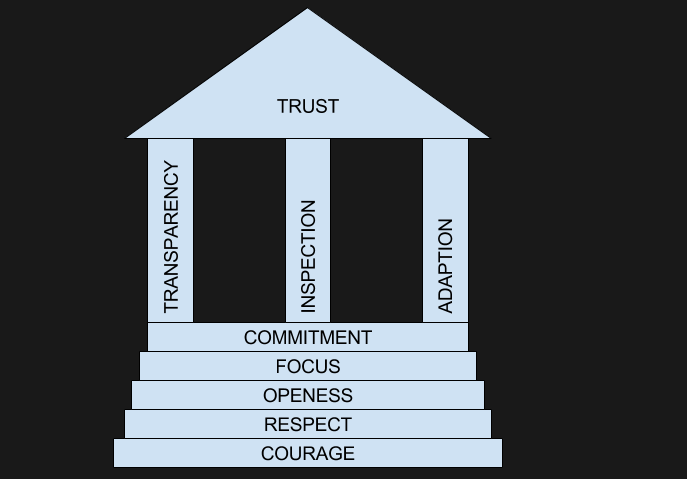 TRUST
TRANSPARENCY
INSPECTION
ADAPTION
COMMITMENT
FOCUS
OPENESS
RESPECT
COURAGE